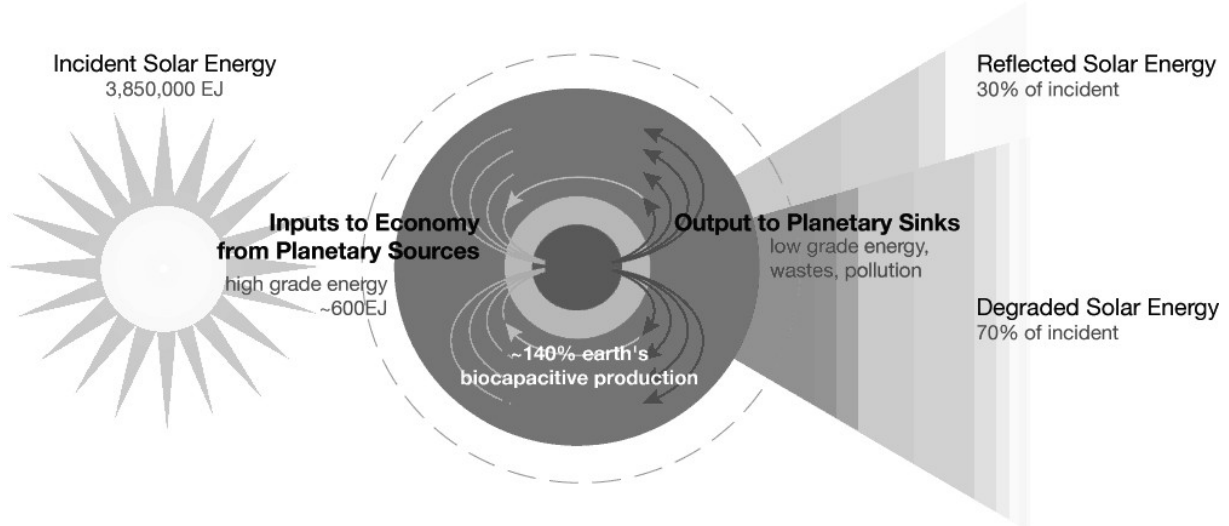 Incident Solar Energy
3,850,000 EJ
Inputs to Economy
from Planetary Sources
high grade energy
~600EJ
~140% earth's
biocapacitive production
Output to Planetary Sinks
low grade energy,
wastes, pollution
Reflected Solar Energy
30% of incident
Degraded Solar Energy
70% of incident